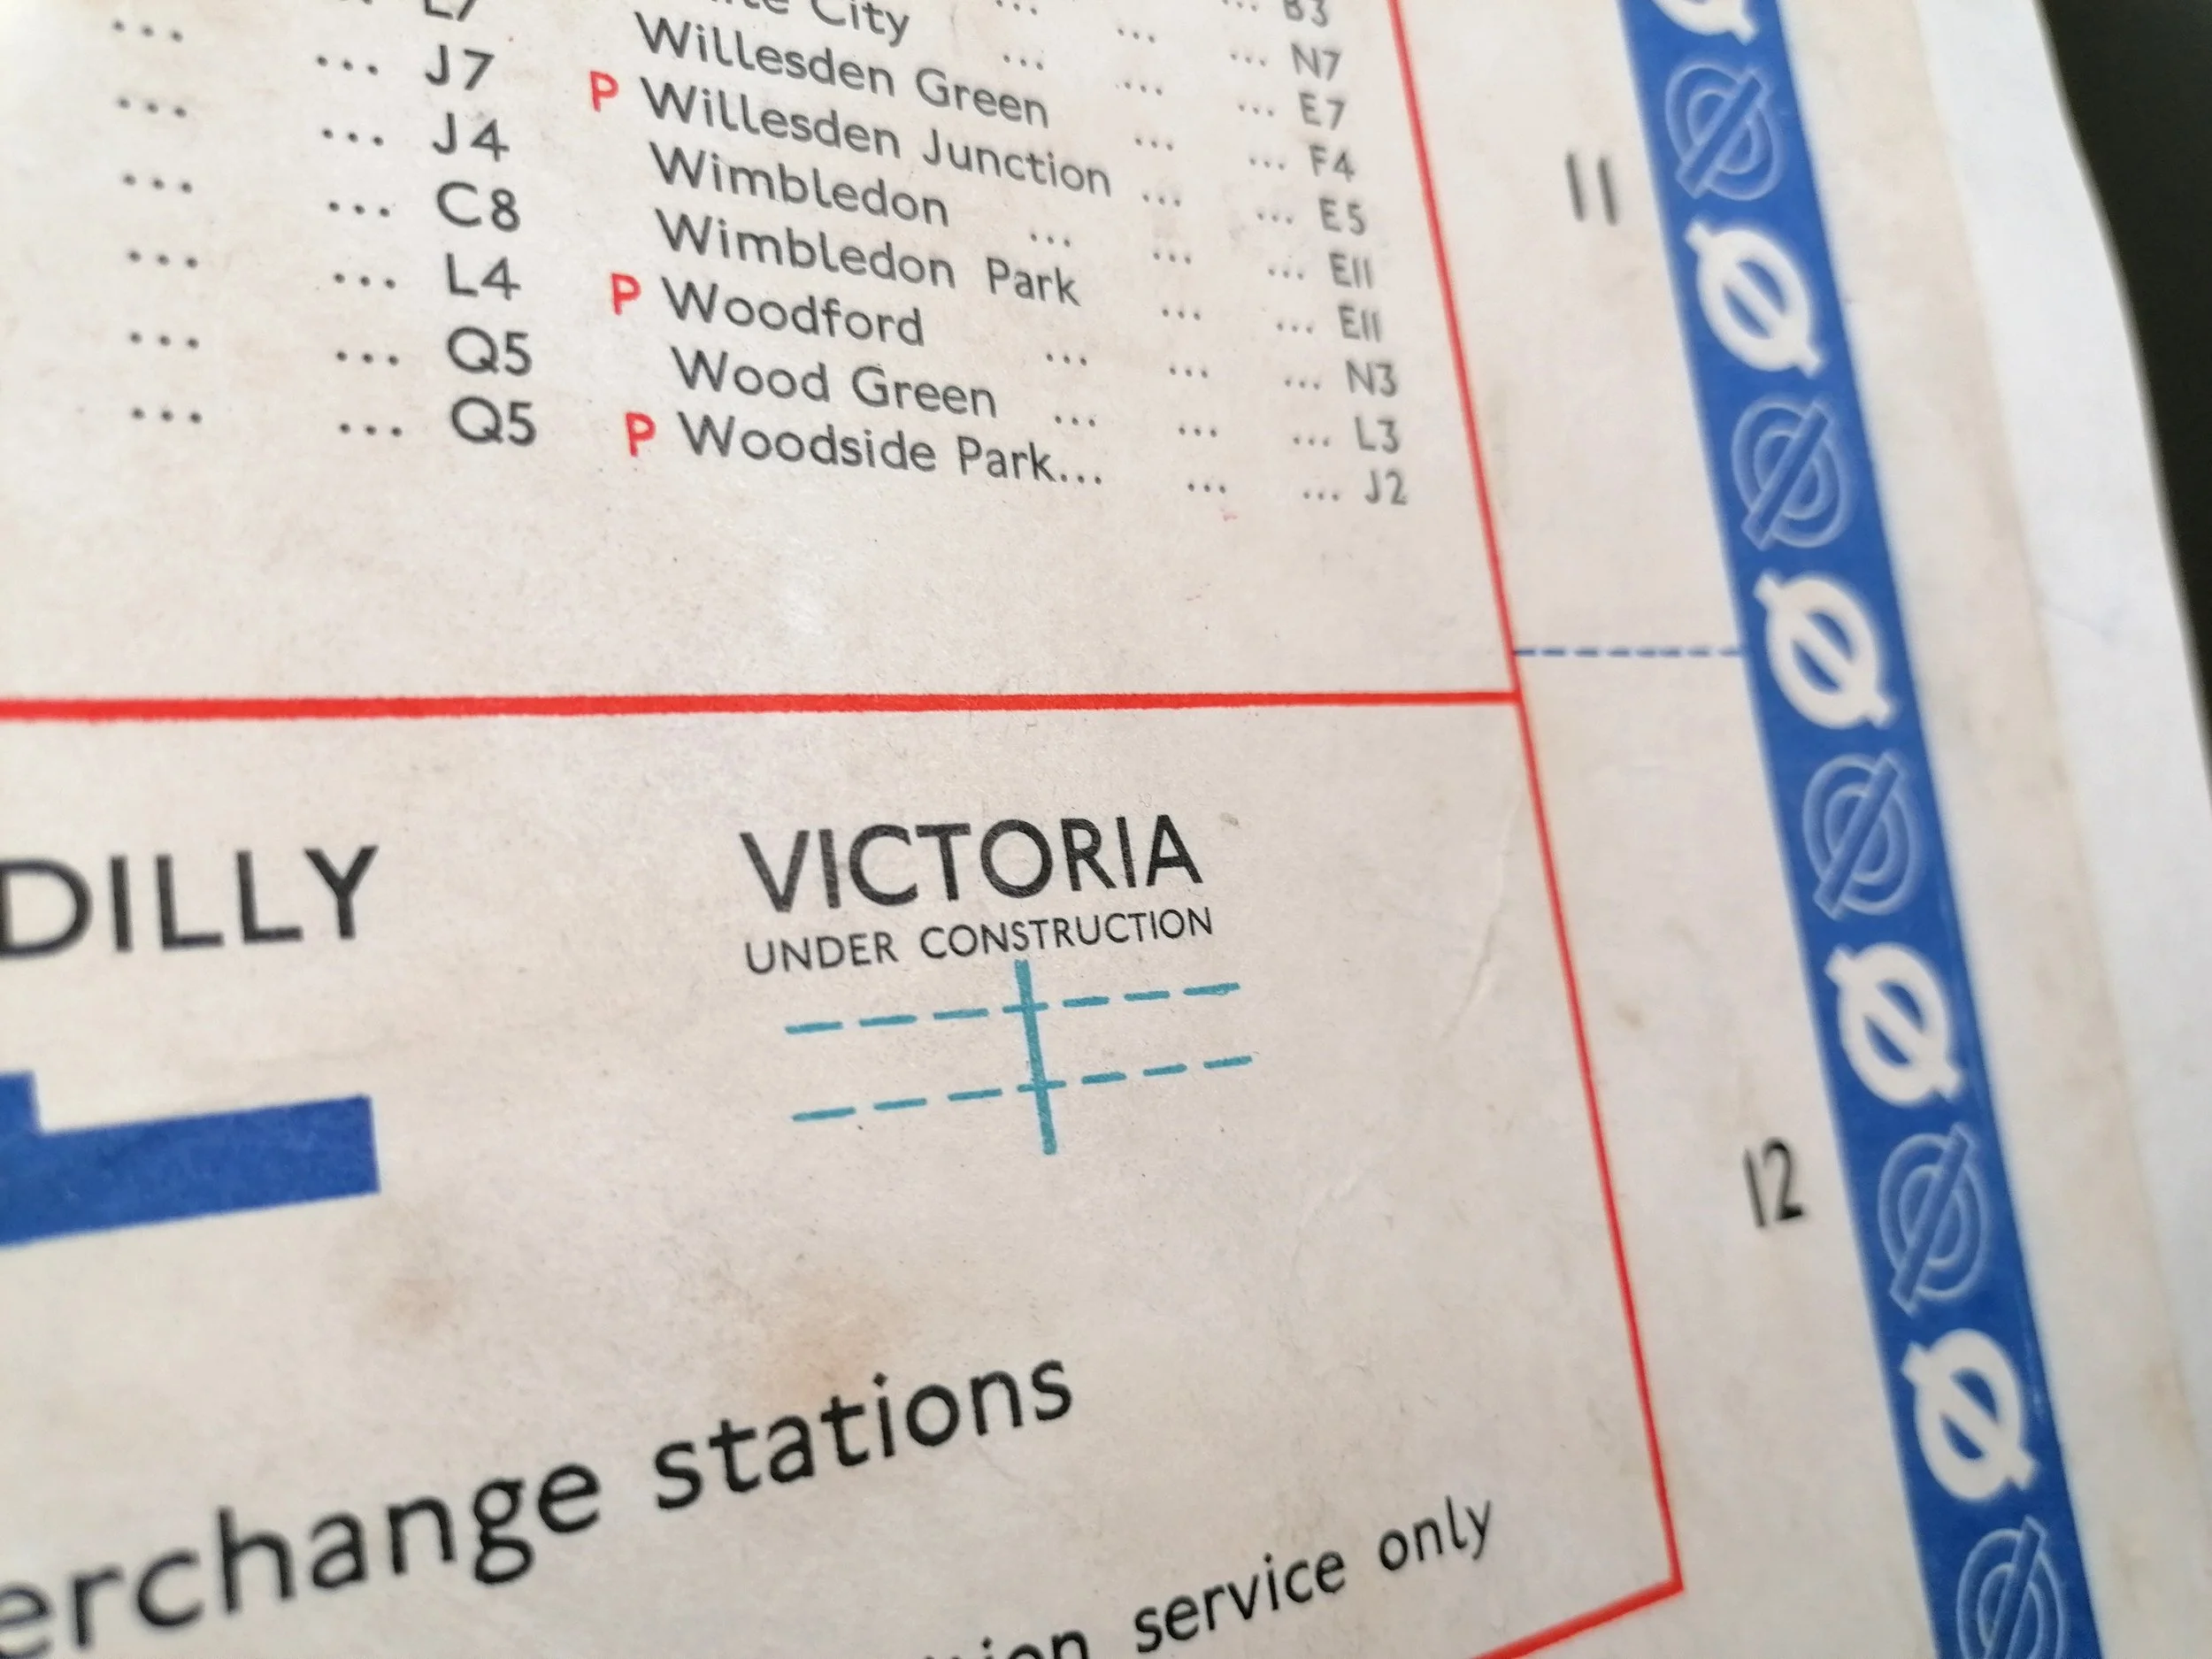 B3
N7
City ... ... E7
Willesden Green ... ... F4
P Willesden Junction ... ... E5
Wimbledon ... ... ... E11
Wimbledon Park ... ... E11
P Woodford ... ... ... N3
Wood Green ... ... ... L3
P Woodside Park... ... ... J2
L7
... ... J7
... ... J4
... ... C8
... ... L4
... ... Q5
... ... Q5
11
DILLY
VICTORIA
UNDER CONSTRUCTION
12
erchange stations
service only